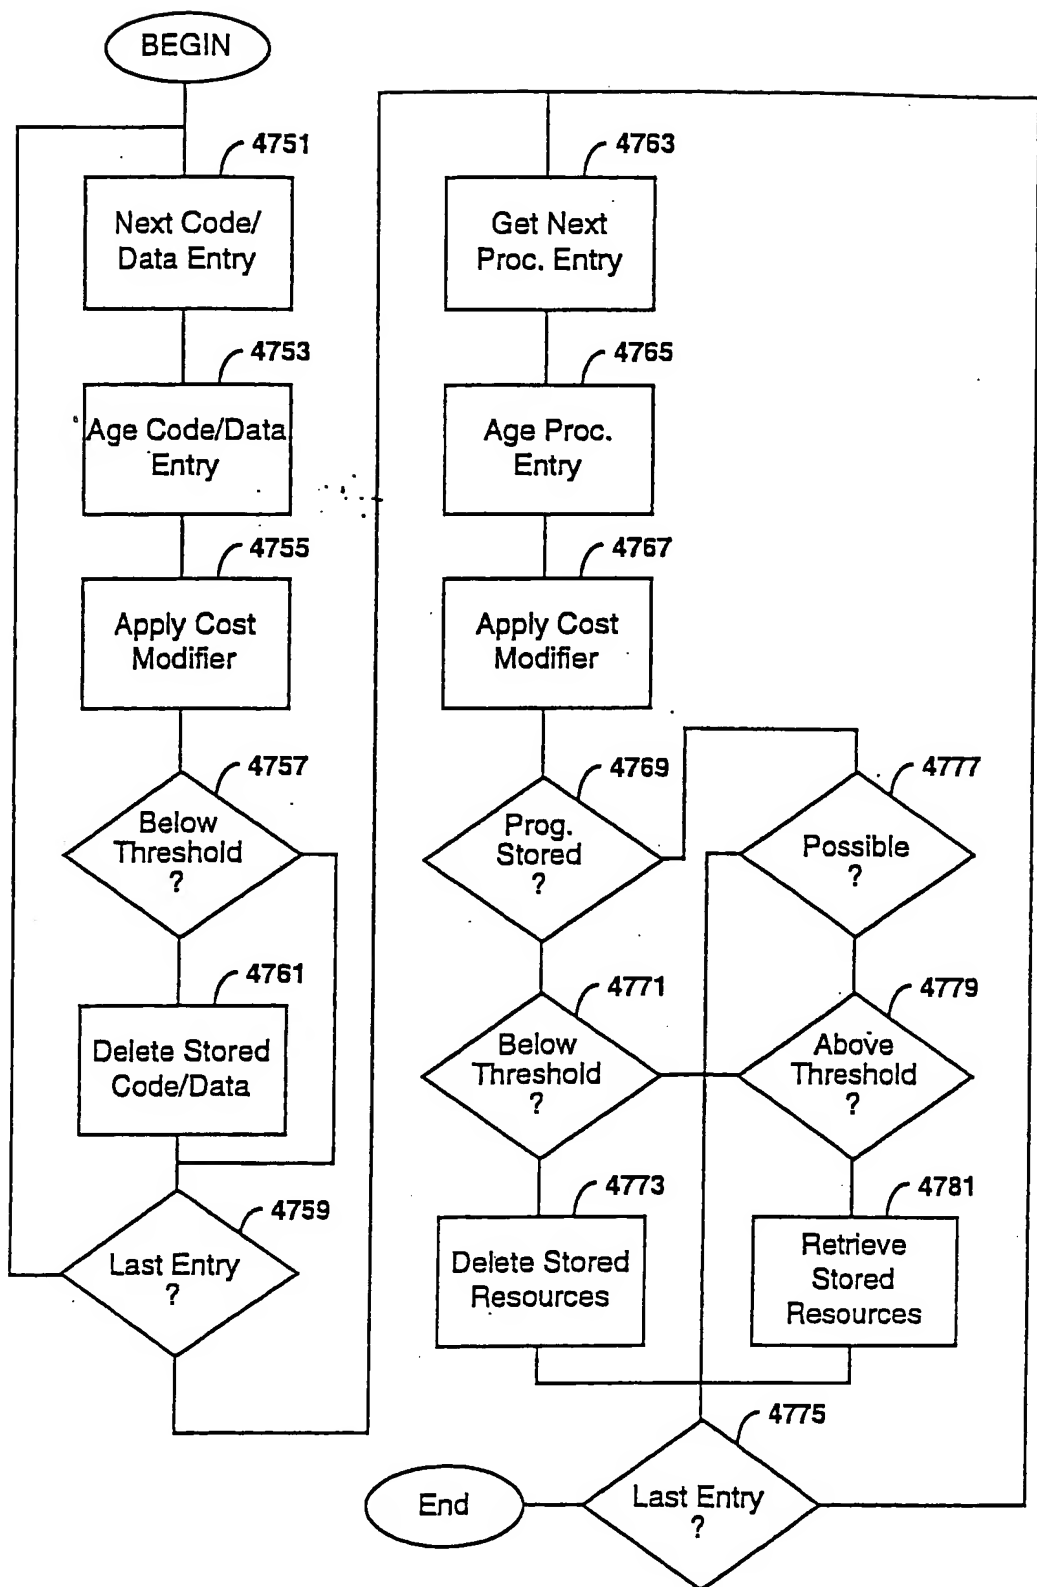 BEGIN
4751
Next Code/
Data Entry
4753
Age Code/Data
Entry
4755
Apply Cost
Modifier
4757
Below
Threshold
?
4761
Delete Stored
Code/Data
4759
Last Entry
?
4763
Get Next
Proc. Entry
4765
Age Proc.
Entry
4767
Apply Cost
Modifier
4769
Prog.
Stored
?
4777
Possible
?
4771
Below
Threshold
?
4779
Above
Threshold
?
4773
Delete Stored
Resources
4781
Retrieve
Stored
Resources
4775
Last Entry
?
End